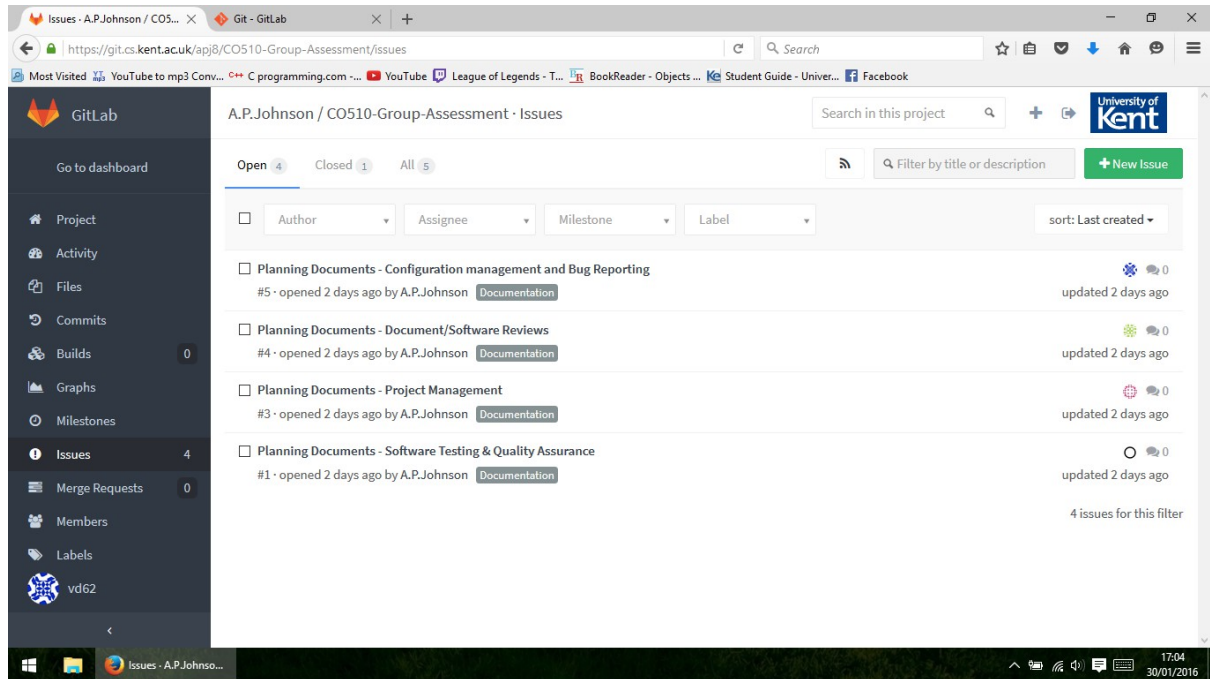 Issues · A.P.Johnson / CO5...
Git - GitLab
https://git.cs.kent.ac.uk/apj8/CO510-Group-Assessment/issues
Search
Most Visited YouTube to mp3 Conv... C++ C programming.com -... YouTube League of Legends - T... BookReader - Objects ... Student Guide - Univer... Facebook
GitLab
A.P.Johnson / CO510-Group-Assessment · Issues
Search in this project
University of Kent
Go to dashboard
Open 4 Closed 1 All 5
Filter by title or description
+ New Issue
Project
Author Assignee Milestone Label
sort: Last created
Activity
Files
Commits
Builds 0
Graphs
Milestones
Issues 4
Merge Requests 0
Members
Labels
vd62
Planning Documents - Configuration management and Bug Reporting
0
#5 · opened 2 days ago by A.P.Johnson Documentation
updated 2 days ago
Planning Documents - Document/Software Reviews
0
#4 · opened 2 days ago by A.P.Johnson Documentation
updated 2 days ago
Planning Documents - Project Management
0
#3 · opened 2 days ago by A.P.Johnson Documentation
updated 2 days ago
Planning Documents - Software Testing & Quality Assurance
0
#1 · opened 2 days ago by A.P.Johnson Documentation
updated 2 days ago
4 issues for this filter
Issues · A.P.Johnso...
17:04
30/01/2016